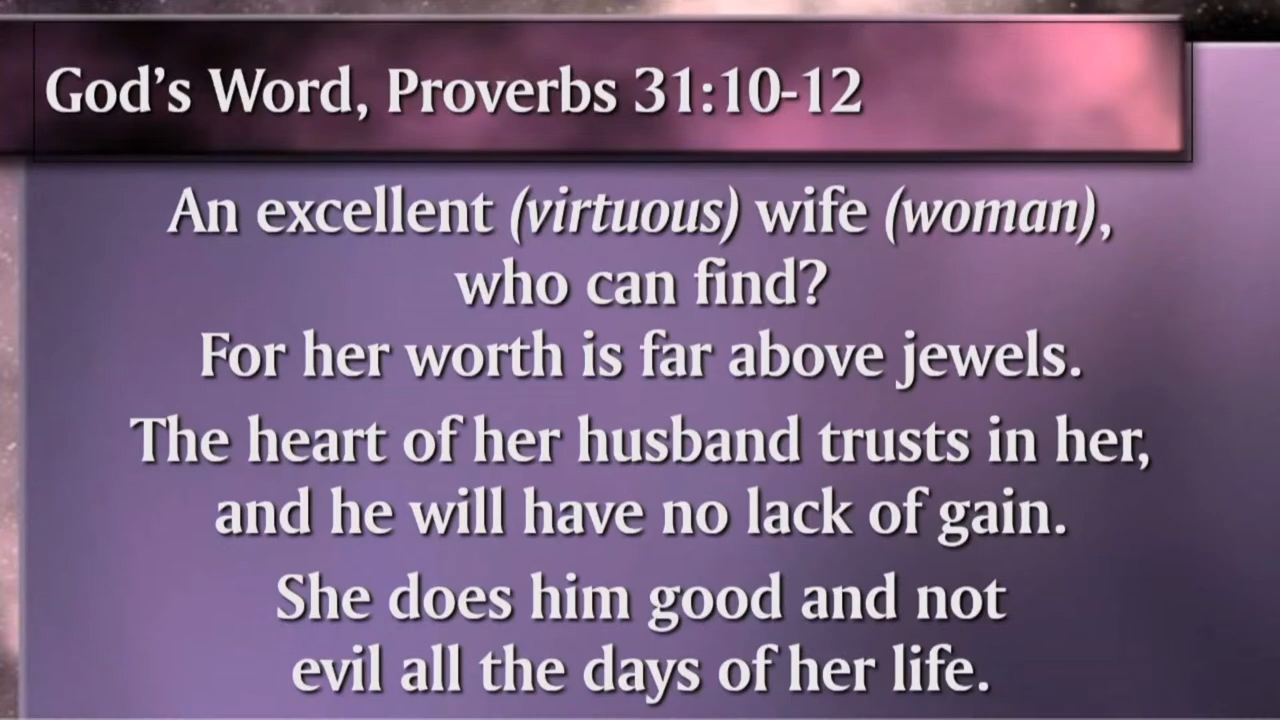 God's Word, Proverbs 31:10-12
An excellent (virtuous) wife (woman),
who can find?
For her worth is far above jewels.
The heart of her husband trusts in her,
and he will have no lack of gain.
She does him good and not
evil all the days of her life.